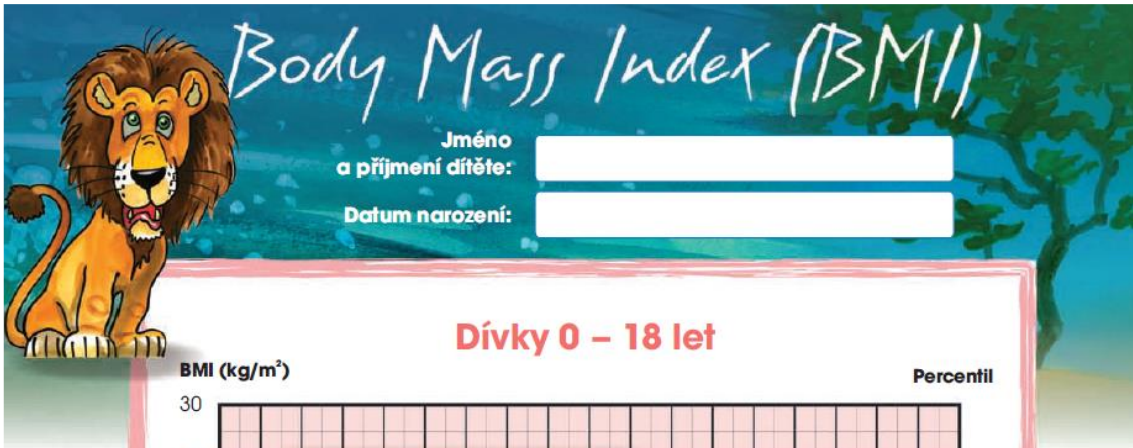 Body Mass Index (BMI)
Jméno
a příjmení dítěte:
Datum narození:
Dívky 0 – 18 let
BMI (kg/m²)
Percentil
30